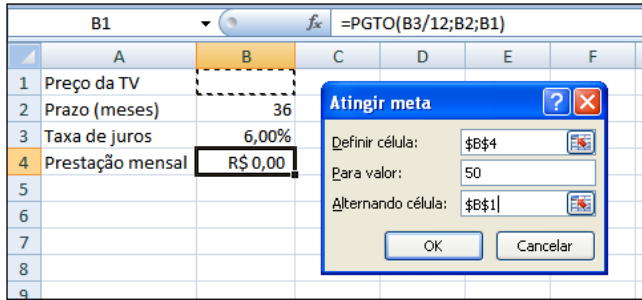 B1 fx =PGTO(B3/12;B2;B1)
A B C D E F
1 Preço da TV
2 Prazo (meses) 36
3 Taxa de juros 6,00%
4 Prestação mensal R$ 0,00
5
6
7
8
9
Atingir meta ?
Definir célula: $B$4
Para valor: 50
Alternando célula: $B$1
OK Cancelar